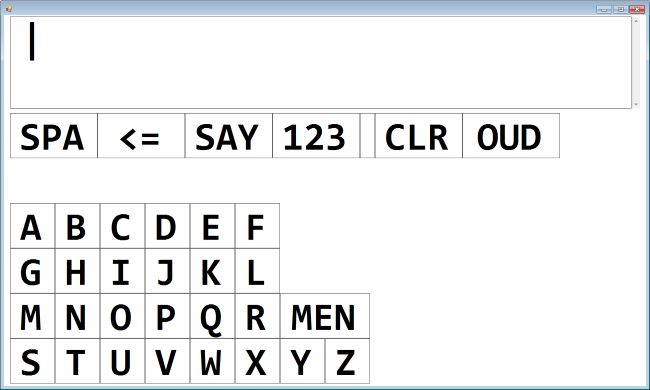 SPA <= SAY 123 CLR OUD
A B C D E F
G H I J K L
M N O P Q R MEN
S T U V W X Y Z